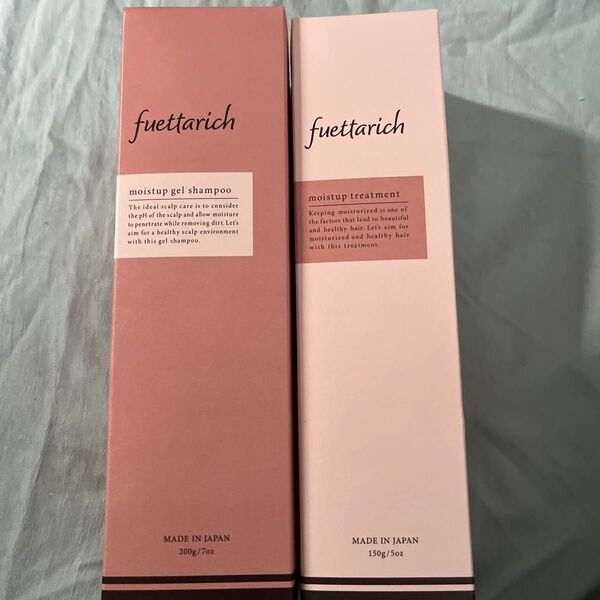 fuettarich
moistup gel shampoo
The ideal scalp care is to consider
the pH of the scalp and allow moisture
to penetrate while removing dirt. Let's
aim for a healthy scalp environment
with this gel shampoo.
MADE IN JAPAN
200g/7oz
fuettarich
moistup treatment
Keeping moisturized is one of
the factors that lead to beautiful
and healthy hair. Let's aim for
moisturized and healthy hair
with this treatment.
MADE IN JAPAN
150g/5oz